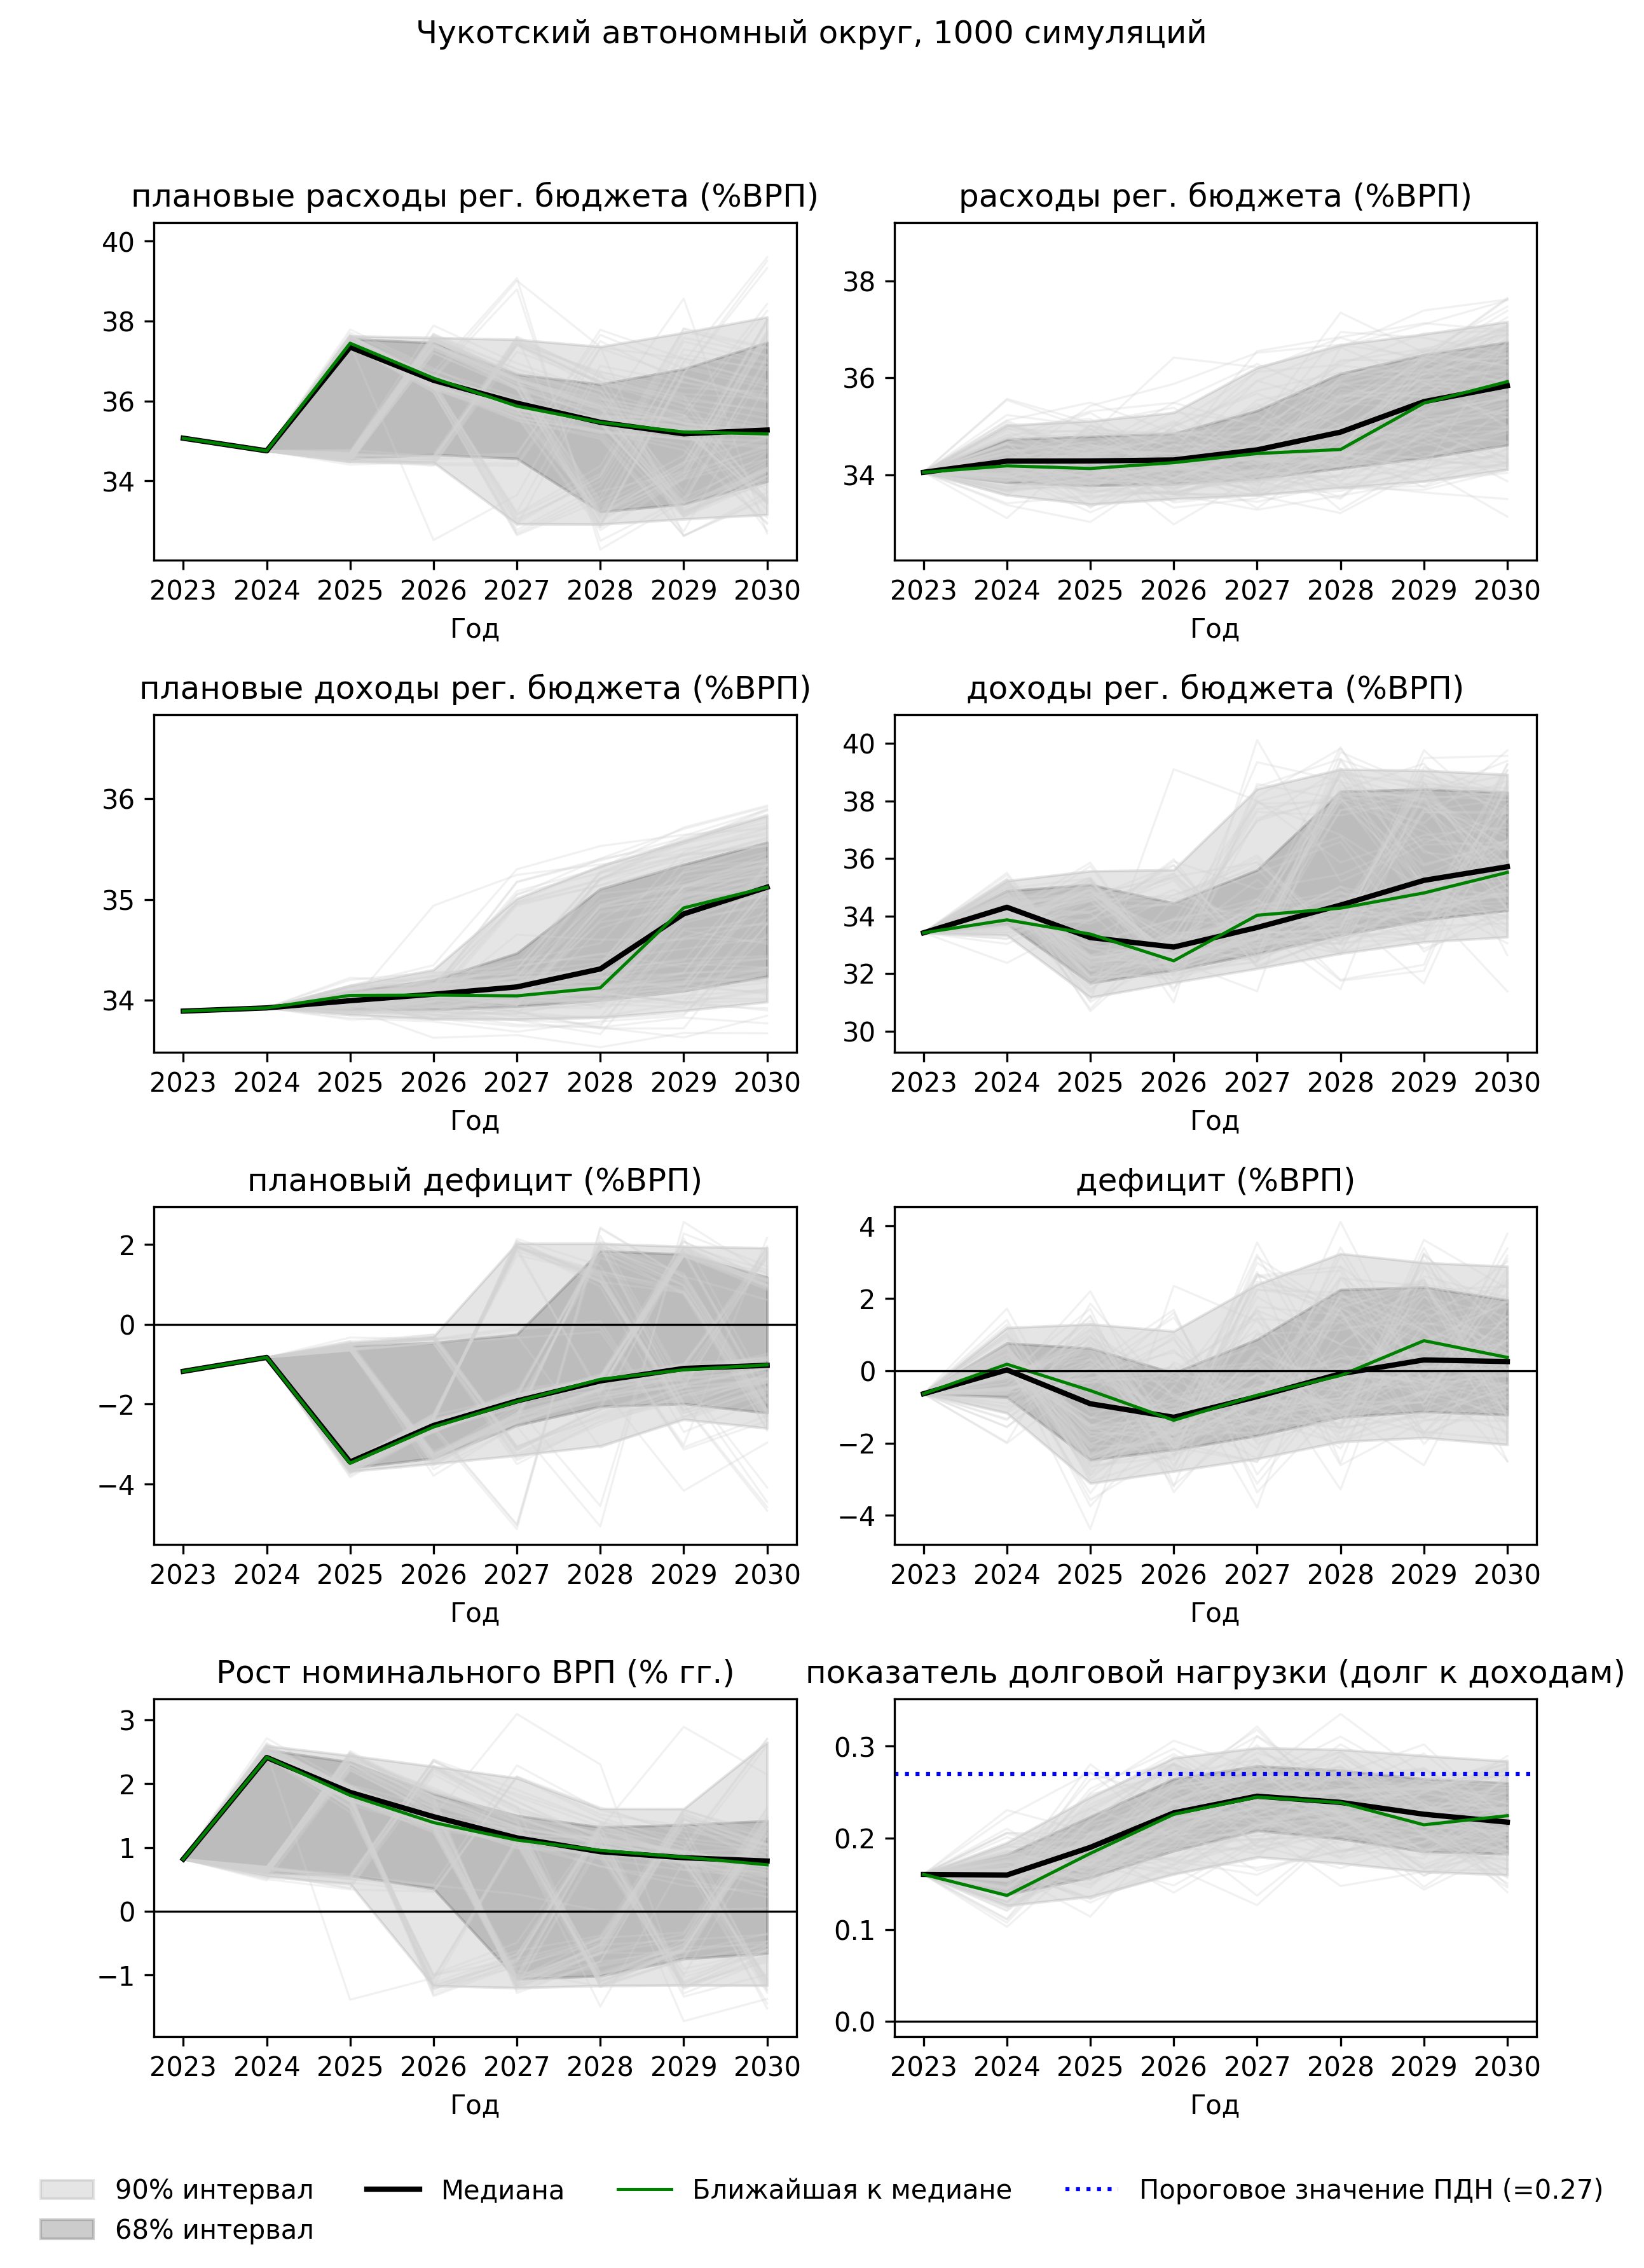 Чукотский автономный округ, 1000 симуляций
плановые расходы рег. бюджета (%ВРП)
40
38
36
34
2023 2024 2025 2026 2027 2028 2029 2030
Год
расходы рег. бюджета (%ВРП)
38
36
34
2023 2024 2025 2026 2027 2028 2029 2030
Год
плановые доходы рег. бюджета (%ВРП)
36
35
34
2023 2024 2025 2026 2027 2028 2029 2030
Год
доходы рег. бюджета (%ВРП)
40
38
36
34
32
30
2023 2024 2025 2026 2027 2028 2029 2030
Год
плановый дефицит (%ВРП)
2
0
−2
−4
2023 2024 2025 2026 2027 2028 2029 2030
Год
дефицит (%ВРП)
4
2
0
−2
−4
2023 2024 2025 2026 2027 2028 2029 2030
Год
Рост номинального ВРП (% гг.)
3
2
1
0
−1
2023 2024 2025 2026 2027 2028 2029 2030
Год
показатель долговой нагрузки (долг к доходам)
0.3
0.2
0.1
0.0
2023 2024 2025 2026 2027 2028 2029 2030
Год
90% интервал
68% интервал
Медиана
Ближайшая к медиане
Пороговое значение ПДН (=0.27)